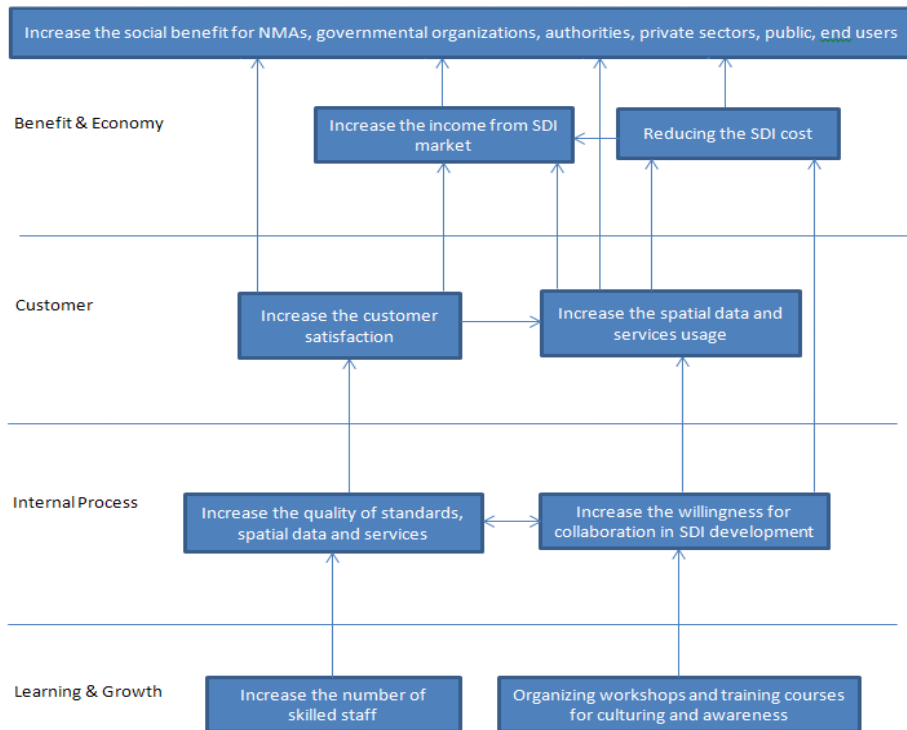 Increase the social benefit for NMAs, governmental organizations, authorities, private sectors, public, end users
Benefit & Economy
Increase the income from SDI
market
Reducing the SDI cost
Customer
Increase the customer
satisfaction
Increase the spatial data and
services usage
Internal Process
Increase the quality of standards,
spatial data and services
Increase the willingness for
collaboration in SDI development
Learning & Growth
Increase the number of
skilled staff
Organizing workshops and training courses
for culturing and awareness